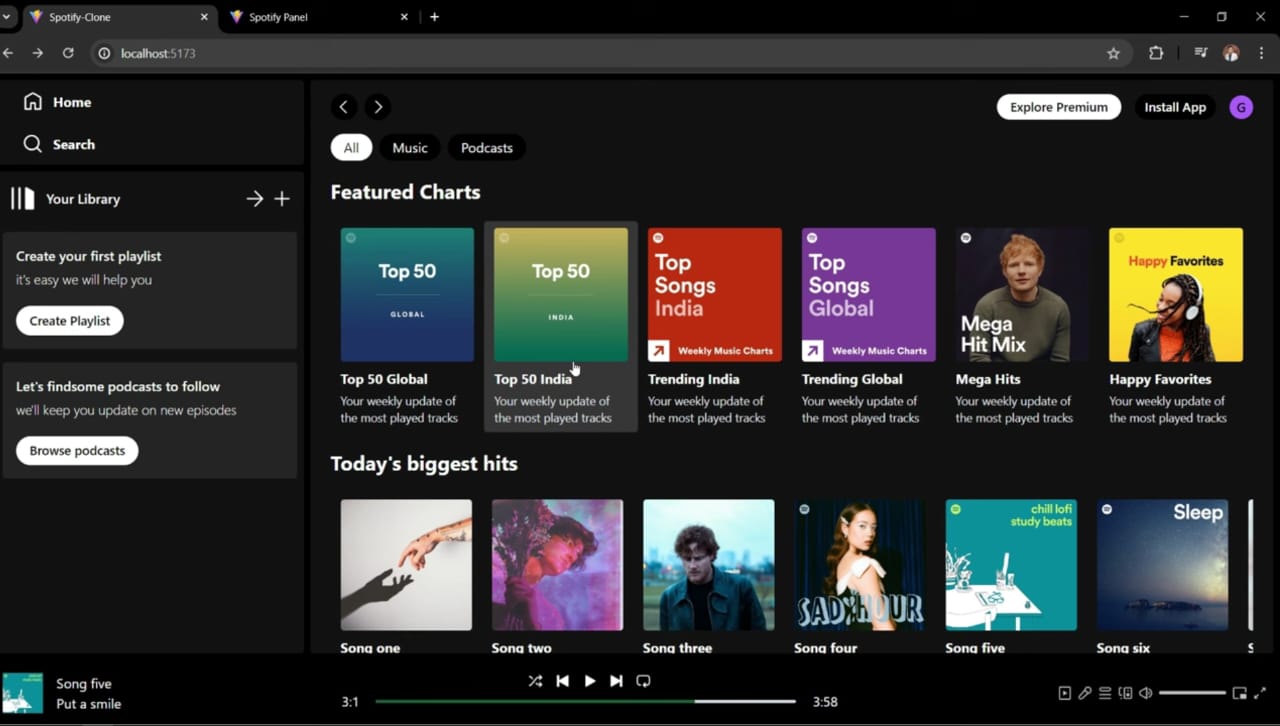 Spotify-Clone
Spotify Panel
localhost:5173
Home
Search
Your Library
Create your first playlist
it's easy we will help you
Create Playlist
Let's findsome podcasts to follow
we'll keep you update on new episodes
Browse podcasts
Explore Premium
Install App
G
All
Music
Podcasts
Featured Charts
Top 50
GLOBAL
Top 50
INDIA
Top
Songs
India
Weekly Music Charts
Top
Songs
Global
Weekly Music Charts
Mega
Hit Mix
Happy Favorites
Top 50 Global
Your weekly update of
the most played tracks
Top 50 India
Your weekly update of
the most played tracks
Trending India
Your weekly update of
the most played tracks
Trending Global
Your weekly update of
the most played tracks
Mega Hits
Your weekly update of
the most played tracks
Happy Favorites
Your weekly update of
the most played tracks
Today's biggest hits
SAD HOUR
chill lofi
study beats
Sleep
Song one
Song two
Song three
Song four
Song five
Song six
Song five
Put a smile
3:1
3:58